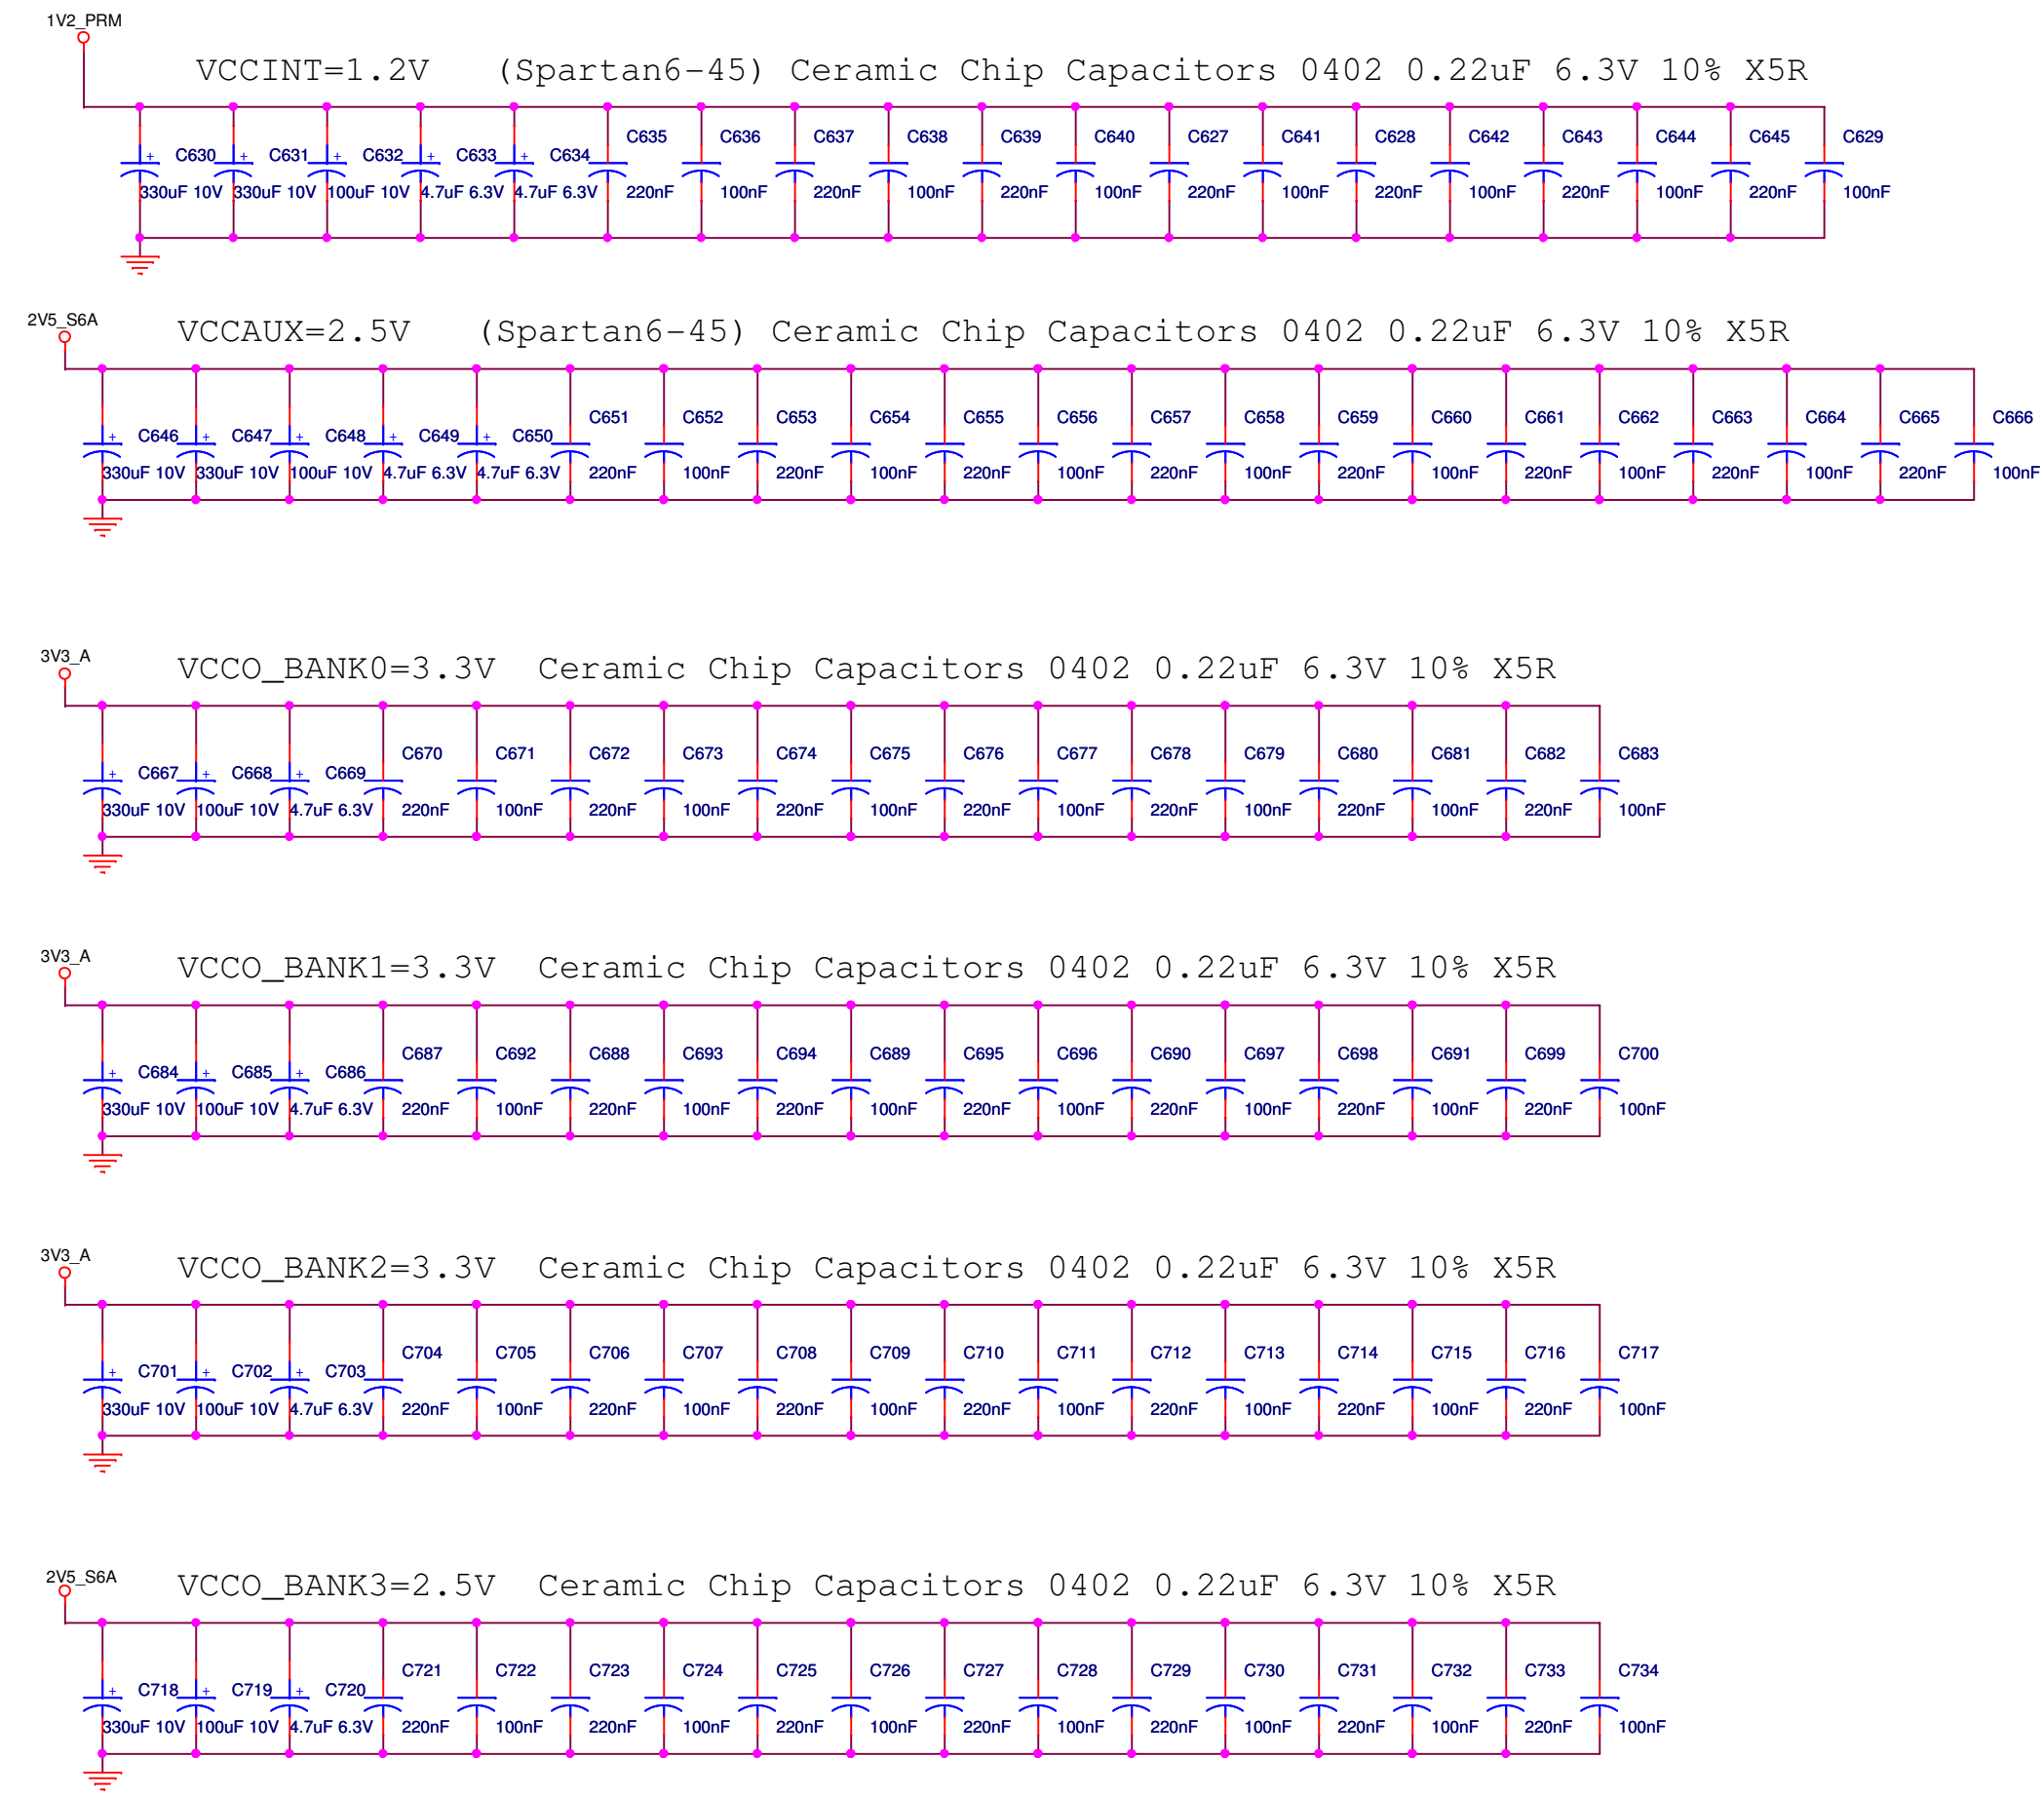 1V2_PRM
VCCINT=1.2V (Spartan6-45) Ceramic Chip Capacitors 0402 0.22uF 6.3V 10% X5R
C635 C636 C637 C638 C639 C640 C627 C641 C628 C642 C643 C644 C645 C629
+ C630 + C631 + C632 + C633 + C634
330uF 10V 330uF 10V 100uF 10V 4.7uF 6.3V 4.7uF 6.3V 220nF 100nF 220nF 100nF 220nF 100nF 220nF 100nF 220nF 100nF 220nF 100nF 220nF 100nF
2V5_S6A
VCCAUX=2.5V (Spartan6-45) Ceramic Chip Capacitors 0402 0.22uF 6.3V 10% X5R
C651 C652 C653 C654 C655 C656 C657 C658 C659 C660 C661 C662 C663 C664 C665 C666
+ C646 + C647 + C648 + C649 + C650
330uF 10V 330uF 10V 100uF 10V 4.7uF 6.3V 4.7uF 6.3V 220nF 100nF 220nF 100nF 220nF 100nF 220nF 100nF 220nF 100nF 220nF 100nF 220nF 100nF 220nF 100nF
3V3_A
VCCO_BANK0=3.3V Ceramic Chip Capacitors 0402 0.22uF 6.3V 10% X5R
C670 C671 C672 C673 C674 C675 C676 C677 C678 C679 C680 C681 C682 C683
+ C667 + C668 + C669
330uF 10V 100uF 10V 4.7uF 6.3V 220nF 100nF 220nF 100nF 220nF 100nF 220nF 100nF 220nF 100nF 220nF 100nF 220nF 100nF
3V3_A
VCCO_BANK1=3.3V Ceramic Chip Capacitors 0402 0.22uF 6.3V 10% X5R
C687 C692 C688 C693 C694 C689 C695 C696 C690 C697 C698 C691 C699 C700
+ C684 + C685 + C686
330uF 10V 100uF 10V 4.7uF 6.3V 220nF 100nF 220nF 100nF 220nF 100nF 220nF 100nF 220nF 100nF 220nF 100nF 220nF 100nF
3V3_A
VCCO_BANK2=3.3V Ceramic Chip Capacitors 0402 0.22uF 6.3V 10% X5R
C704 C705 C706 C707 C708 C709 C710 C711 C712 C713 C714 C715 C716 C717
+ C701 + C702 + C703
330uF 10V 100uF 10V 4.7uF 6.3V 220nF 100nF 220nF 100nF 220nF 100nF 220nF 100nF 220nF 100nF 220nF 100nF 220nF 100nF
2V5_S6A
VCCO_BANK3=2.5V Ceramic Chip Capacitors 0402 0.22uF 6.3V 10% X5R
C721 C722 C723 C724 C725 C726 C727 C728 C729 C730 C731 C732 C733 C734
+ C718 + C719 + C720
330uF 10V 100uF 10V 4.7uF 6.3V 220nF 100nF 220nF 100nF 220nF 100nF 220nF 100nF 220nF 100nF 220nF 100nF 220nF 100nF